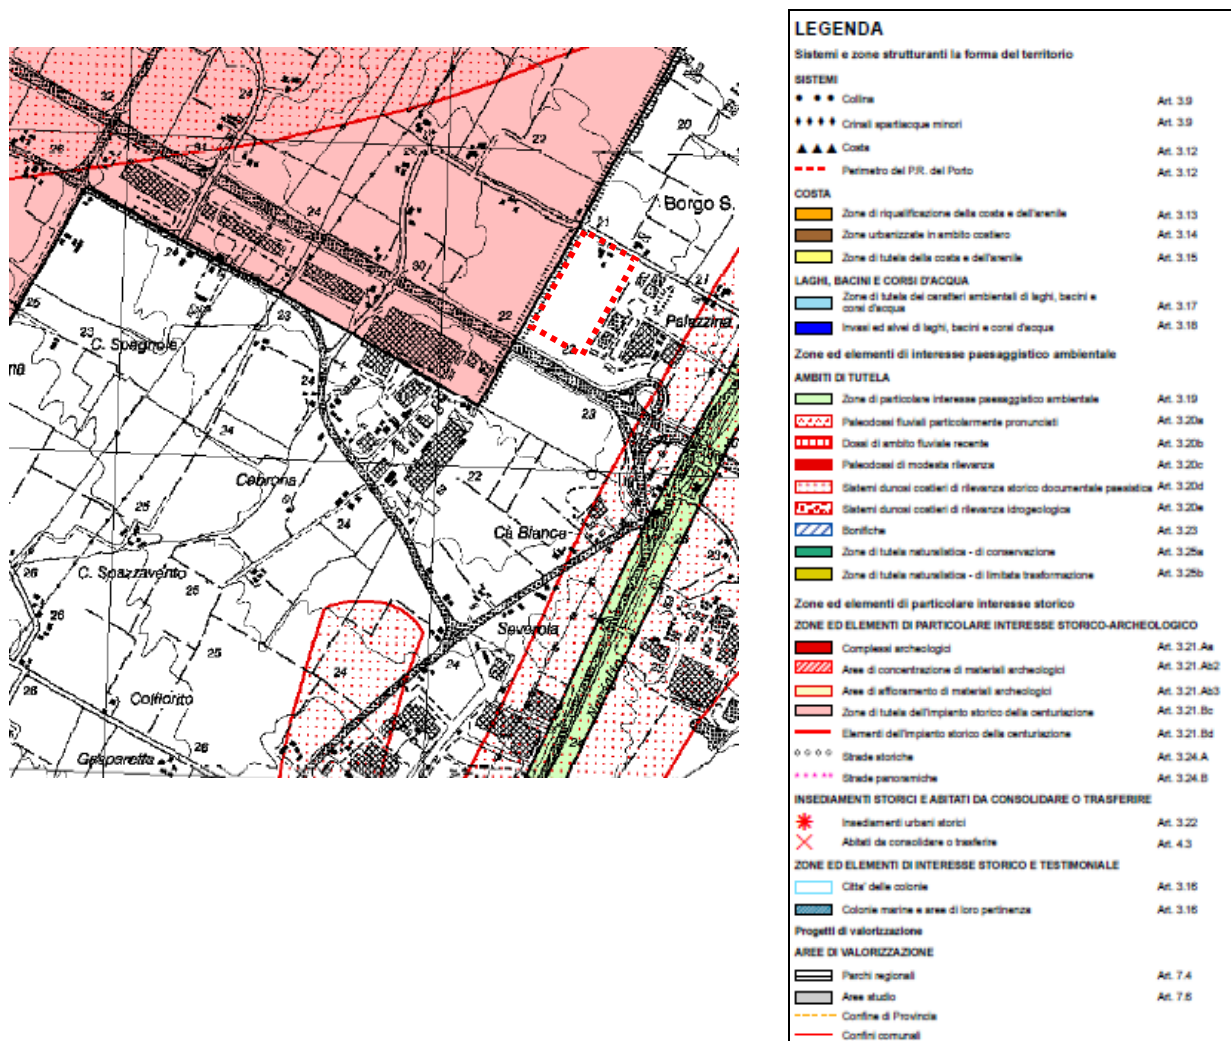 32
24
20
22
31
26
24
Borgo S.
21
30
21
24
22
Palazzina
25
23
C. Spagnola
23
22
24
23
24
22
Cebrona
24
25
Cà Bianca
23
26
C. Spazzavento
26
25
Severola
24
24
26
Colfiorito
26
Gasparetta
LEGENDA
Sistemi e zone strutturanti la forma del territorio
SISTEMI
Collina Art. 3.9
Crinali spartiacque minori Art. 3.9
Costa Art. 3.12
Perimetro del P.R. del Porto Art. 3.12
COSTA
Zone di riqualificazione della costa e dell'arenile Art. 3.13
Zone urbanizzate in ambito costiero Art. 3.14
Zone di tutela della costa e dell'arenile Art. 3.15
LAGHI, BACINI E CORSI D'ACQUA
Zone di tutela dei caratteri ambientali di laghi, bacini e
corsi d'acqua Art. 3.17
Invasi ed alvei di laghi, bacini e corsi d'acqua Art. 3.18
Zone ed elementi di interesse paesaggistico ambientale
AMBITI DI TUTELA
Zone di particolare interesse paesaggistico ambientale Art. 3.19
Paleodossi fluviali particolarmente pronunciati Art. 3.20a
Dossi di ambito fluviale recente Art. 3.20b
Paleodossi di modesta rilevanza Art. 3.20c
Sistemi dunosi costieri di rilevanza storico documentale paesistica Art. 3.20d
Sistemi dunosi costieri di rilevanza idrogeologica Art. 3.20e
Bonifiche Art. 3.23
Zone di tutela naturalistica - di conservazione Art. 3.25a
Zone di tutela naturalistica - di limitata trasformazione Art. 3.25b
Zone ed elementi di particolare interesse storico
ZONE ED ELEMENTI DI PARTICOLARE INTERESSE STORICO-ARCHEOLOGICO
Complessi archeologici Art. 3.21.Aa
Aree di concentrazione di materiali archeologici Art. 3.21.Ab2
Aree di affioramento di materiali archeologici Art. 3.21.Ab3
Zone di tutela dell'impianto storico della centuriazione Art. 3.21.Bc
Elementi dell'impianto storico della centuriazione Art. 3.21.Bd
Strade storiche Art. 3.24.A
Strade panoramiche Art. 3.24.B
INSEDIAMENTI STORICI E ABITATI DA CONSOLIDARE O TRASFERIRE
Insediamenti urbani storici Art. 3.22
Abitati da consolidare o trasferire Art. 4.3
ZONE ED ELEMENTI DI INTERESSE STORICO E TESTIMONIALE
Citta' delle colonie Art. 3.16
Colonie marine e aree di loro pertinenza Art. 3.16
Progetti di valorizzazione
AREE DI VALORIZZAZIONE
Parchi regionali Art. 7.4
Aree studio Art. 7.6
Confine di Provincia
Confini comunali